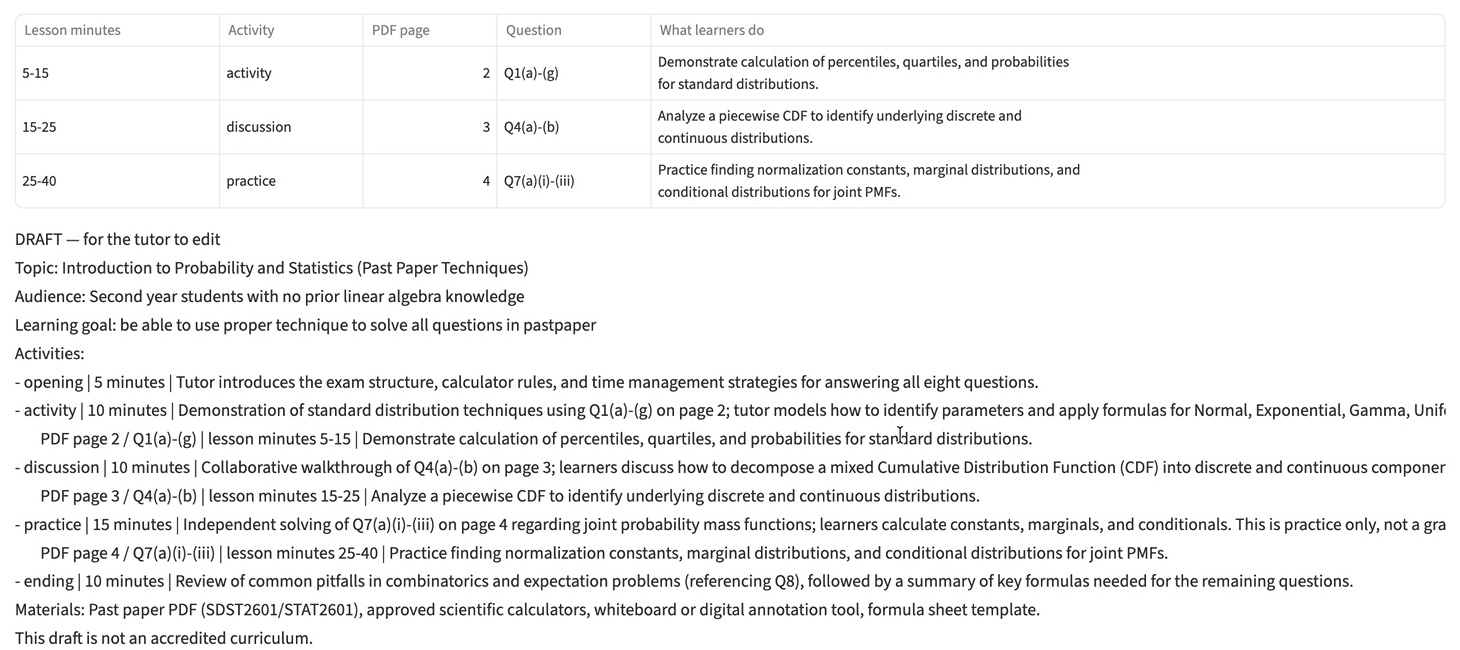 Lesson minutes Activity PDF page Question What learners do
5-15 activity 2 Q1(a)-(g) Demonstrate calculation of percentiles, quartiles, and probabilities
for standard distributions.
15-25 discussion 3 Q4(a)-(b) Analyze a piecewise CDF to identify underlying discrete and
continuous distributions.
25-40 practice 4 Q7(a)(i)-(iii) Practice finding normalization constants, marginal distributions, and
conditional distributions for joint PMFs.
DRAFT — for the tutor to edit
Topic: Introduction to Probability and Statistics (Past Paper Techniques)
Audience: Second year students with no prior linear algebra knowledge
Learning goal: be able to use proper technique to solve all questions in pastpaper
Activities:
- opening | 5 minutes | Tutor introduces the exam structure, calculator rules, and time management strategies for answering all eight questions.
- activity | 10 minutes | Demonstration of standard distribution techniques using Q1(a)-(g) on page 2; tutor models how to identify parameters and apply formulas for Normal, Exponential, Gamma,
PDF page 2 / Q1(a)-(g) | lesson minutes 5-15 | Demonstrate calculation of percentiles, quartiles, and probabilities for standard distributions.
- discussion | 10 minutes | Collaborative walkthrough of Q4(a)-(b) on page 3; learners discuss how to decompose a mixed Cumulative Distribution Function (CDF) into discrete and continuous
PDF page 3 / Q4(a)-(b) | lesson minutes 15-25 | Analyze a piecewise CDF to identify underlying discrete and continuous distributions.
- practice | 15 minutes | Independent solving of Q7(a)(i)-(iii) on page 4 regarding joint probability mass functions; learners calculate constants, marginals, and conditionals. This is practice only, not a
PDF page 4 / Q7(a)(i)-(iii) | lesson minutes 25-40 | Practice finding normalization constants, marginal distributions, and conditional distributions for joint PMFs.
- ending | 10 minutes | Review of common pitfalls in combinatorics and expectation problems (referencing Q8), followed by a summary of key formulas needed for the remaining questions.
Materials: Past paper PDF (SDST2601/STAT2601), approved scientific calculators, whiteboard or digital annotation tool, formula sheet template.
This draft is not an accredited curriculum.